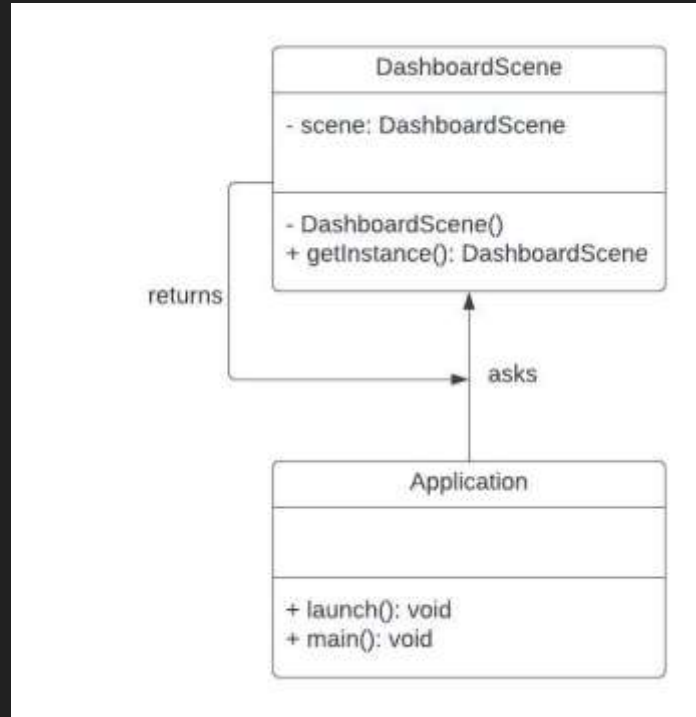 DashboardScene
- scene: DashboardScene
- DashboardScene()
+ getInstance(): DashboardScene
returns
asks
Application
+ launch(): void
+ main(): void